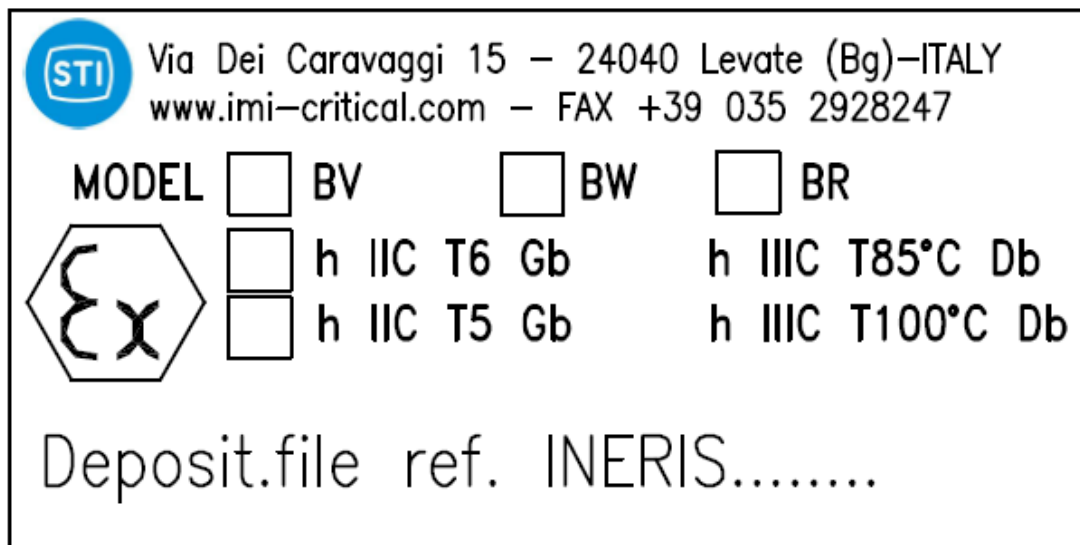 STI
Via Dei Caravaggi 15 - 24040 Levate (Bg)-ITALY
www.imi-critical.com - FAX +39 035 2928247
MODEL BV BW BR
Ex
h IIC T6 Gb h IIIC T85°C Db
h IIC T5 Gb h IIIC T100°C Db
Deposit.file ref. INERIS........